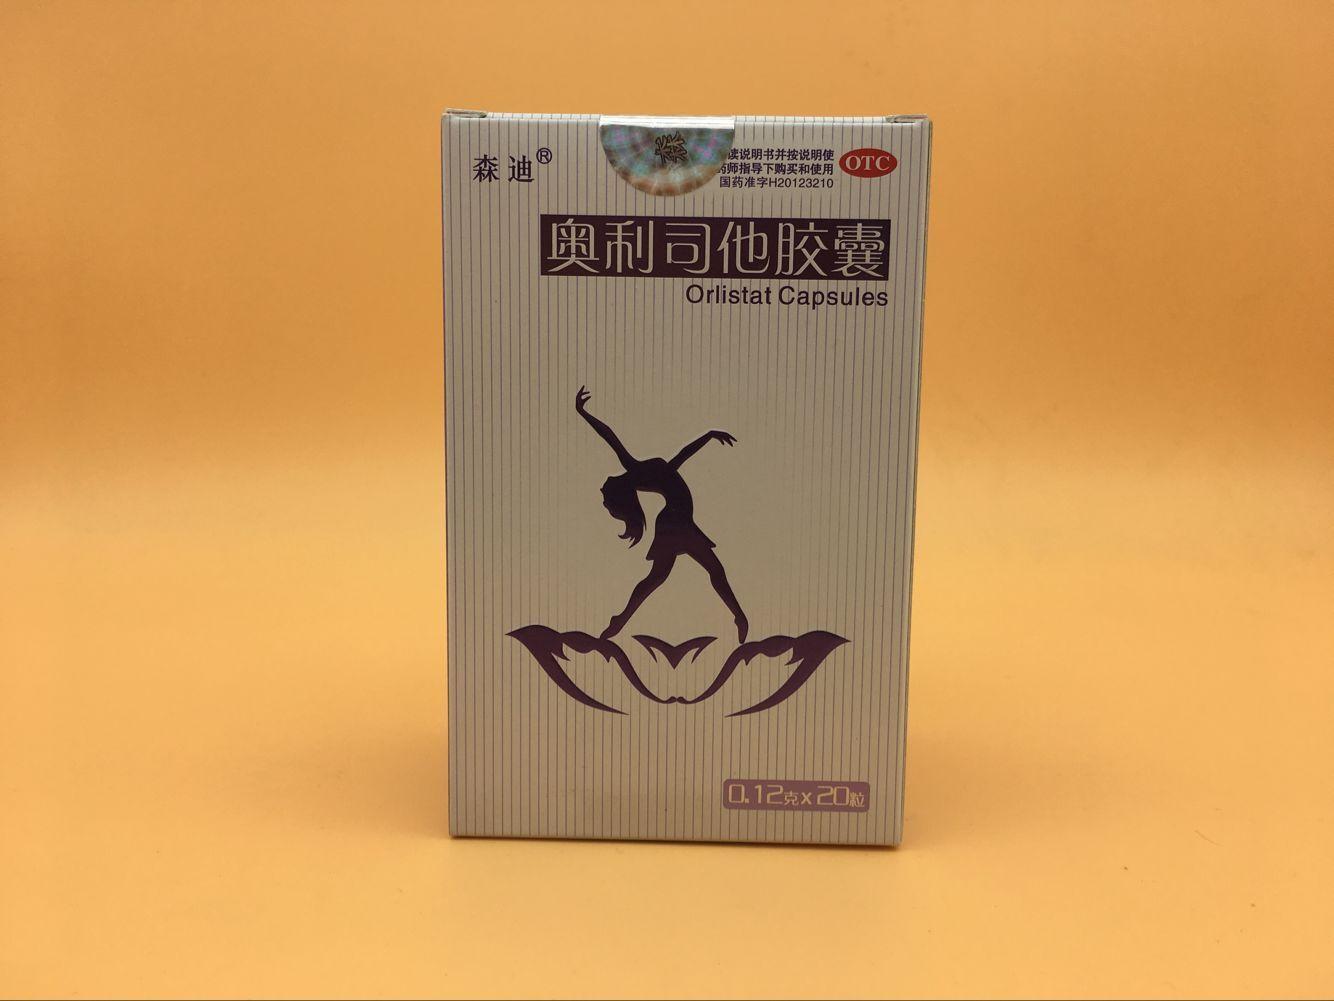 森迪®
读说明书并按说明使
药师指导下购买和使用
国药准字H20123210
OTC
奥利司他胶囊
Orlistat Capsules
0.12克x20粒